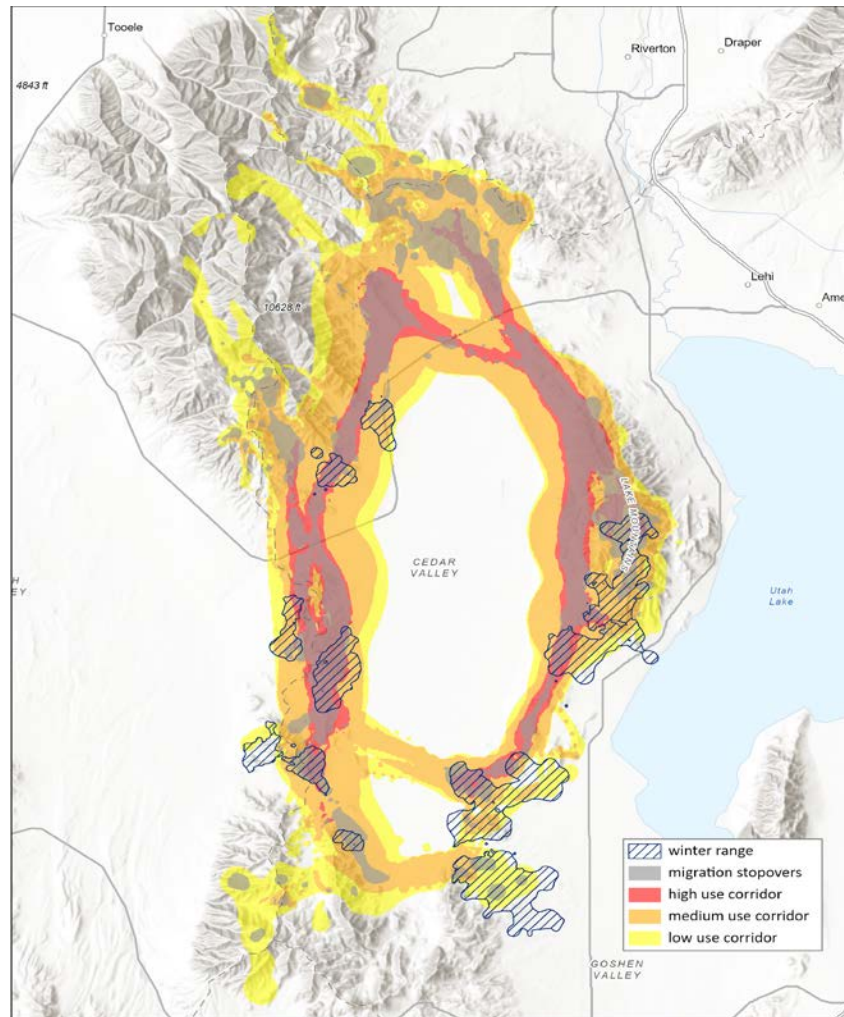 Tooele
Riverton
Draper
4843 ft
Lehi
Ame
10628 ft
LAKE MOUNTAINS
CEDAR
VALLEY
EY
Utah
Lake
winter range
migration stopovers
high use corridor
medium use corridor
low use corridor
GOSHEN
VALLEY